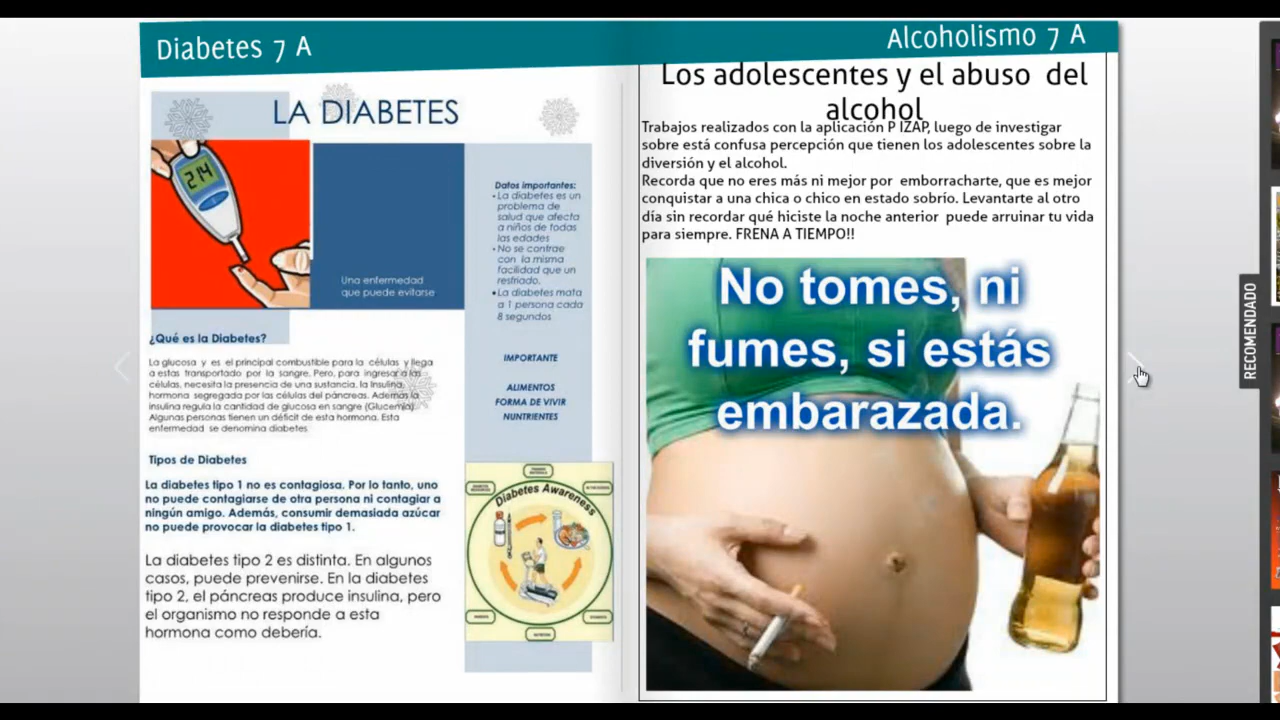 Diabetes 7 A
LA DIABETES
214
Una enfermedad
que puede evitarse
Datos importantes:
• La diabetes es un
problema de
salud que afecta
a niños de todas
las edades
• No se contrae
con la misma
facilidad que un
resfriado.
• La diabetes mata
a 1 persona cada
8 segundos
IMPORTANTE
ALIMENTOS
FORMA DE VIVIR
NUNTRIENTES
¿Qué es la Diabetes?
La glucosa y es el principal combustible para la células y llega
a estas transportado por la sangre. Pero, para ingresar a las
células, necesita la presencia de una sustancia, la Insulina,
hormona segregada por las células del páncreas. Además la
insulina regula la cantidad de glucosa en sangre (Glucemia).
Algunas personas tienen un déficit de esta hormona. Esta
enfermedad se denomina diabetes
Tipos de Diabetes
La diabetes tipo 1 no es contagiosa. Por lo tanto, uno
no puede contagiarse de otra persona ni contagiar a
ningún amigo. Además, consumir demasiada azúcar
no puede provocar la diabetes tipo 1.
La diabetes tipo 2 es distinta. En algunos
casos, puede prevenirse. En la diabetes
tipo 2, el páncreas produce insulina, pero
el organismo no responde a esta
hormona como debería.
Diabetes Awareness
Alcoholismo 7 A
Los adolescentes y el abuso del
alcohol
Trabajos realizados con la aplicación P IZAP, luego de investigar
sobre está confusa percepción que tienen los adolescentes sobre la
diversión y el alcohol.
Recorda que no eres más ni mejor por emborracharte, que es mejor
conquistar a una chica o chico en estado sobrío. Levantarte al otro
día sin recordar qué hiciste la noche anterior puede arruinar tu vida
para siempre. FRENA A TIEMPO!!
No tomes, ni
fumes, si estás
embarazada.
RECOMENDADO